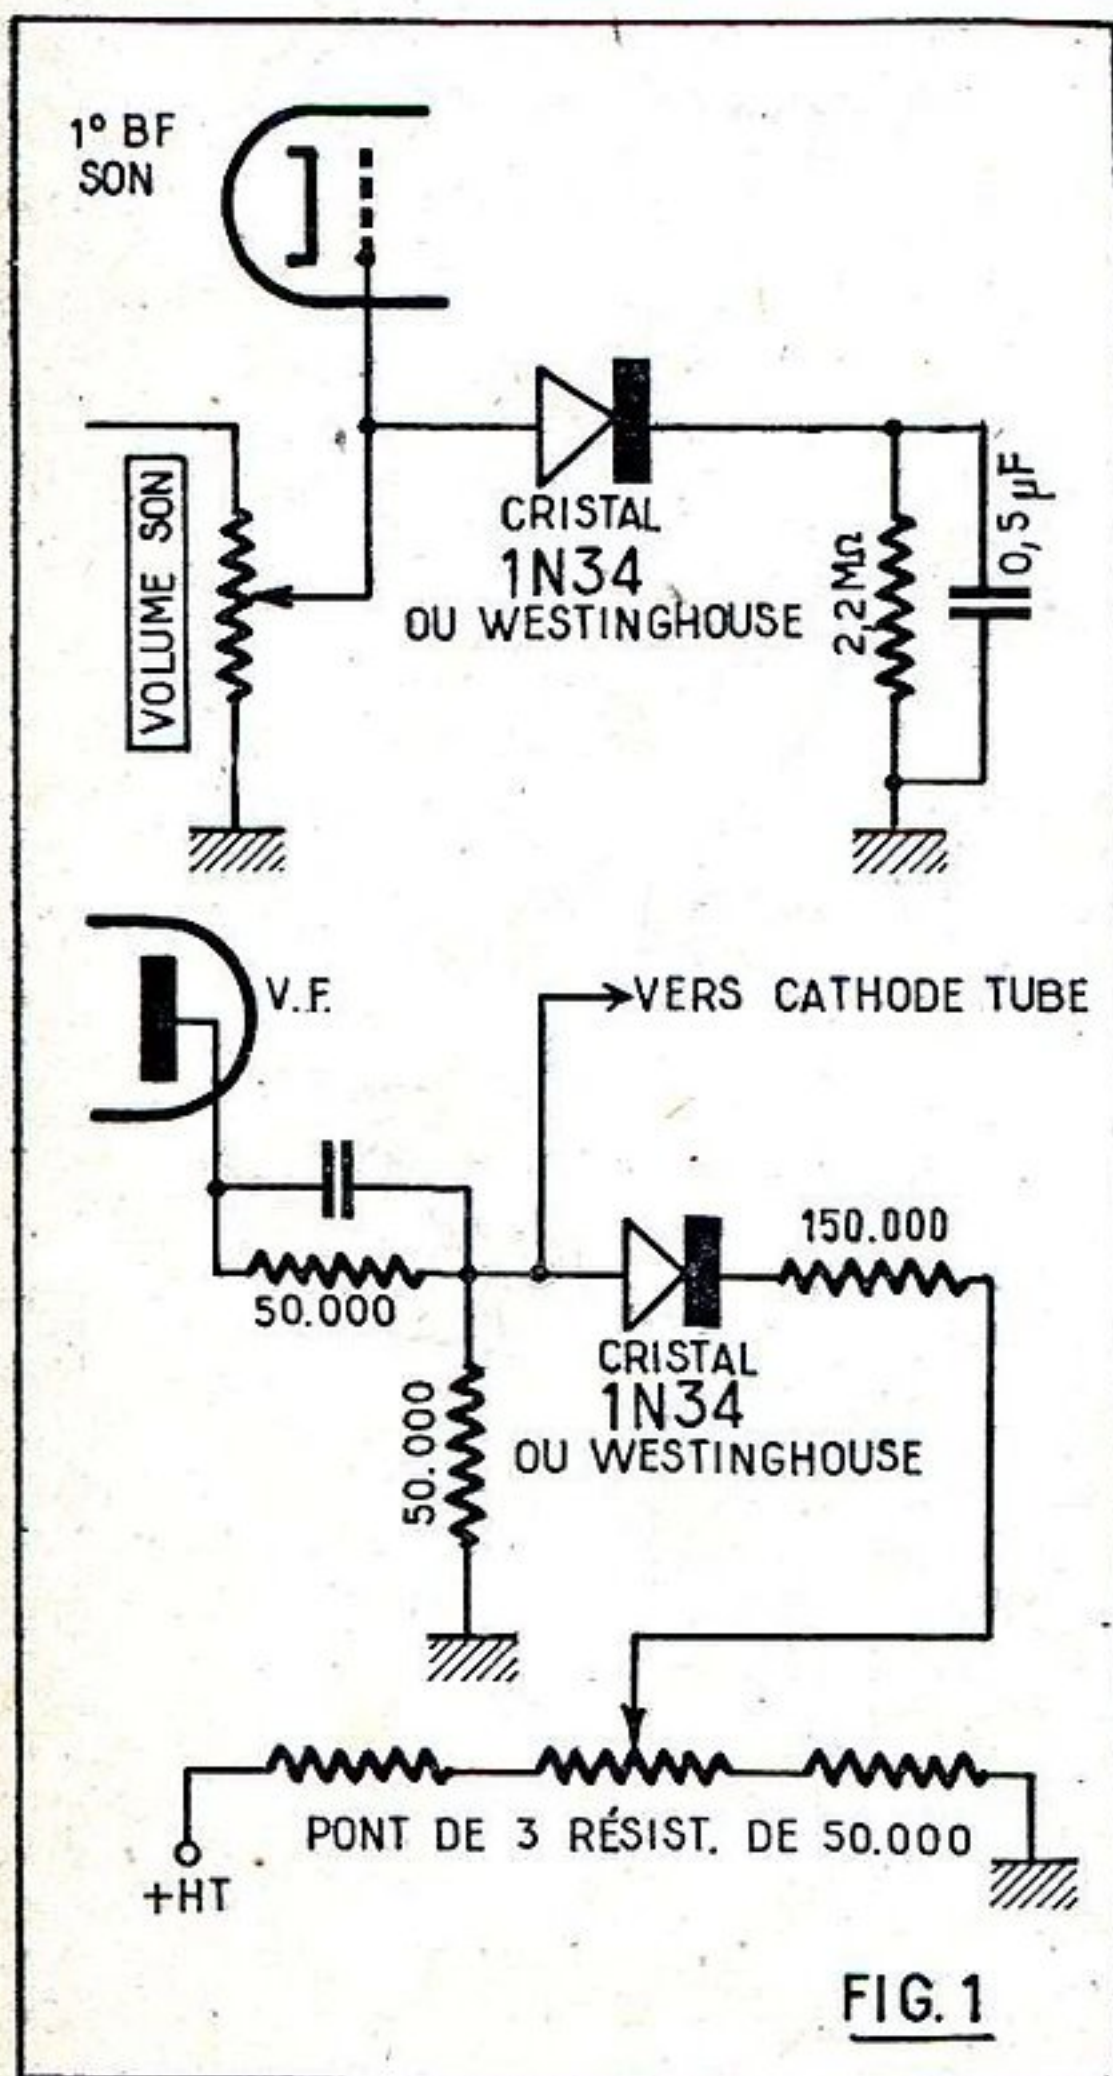 1° BF
SON
VOLUME SON
CRISTAL
1N34
OU WESTINGHOUSE
2,2 MΩ
0,5 µF
V.F.
VERS CATHODE TUBE
50.000
150.000
CRISTAL
1N34
OU WESTINGHOUSE
50.000
PONT DE 3 RÉSIST. DE 50.000
+HT
FIG. 1